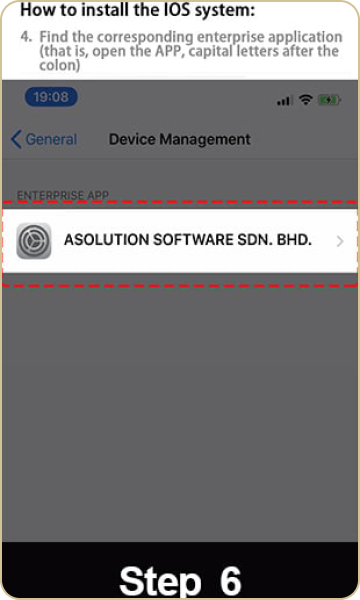 How to install the IOS system:
4. Find the corresponding enterprise application
(that is, open the APP, capital letters after the
colon)
19:08
General
Device Management
ENTERPRISE APP
ASOLUTION SOFTWARE SDN. BHD.
Step 6